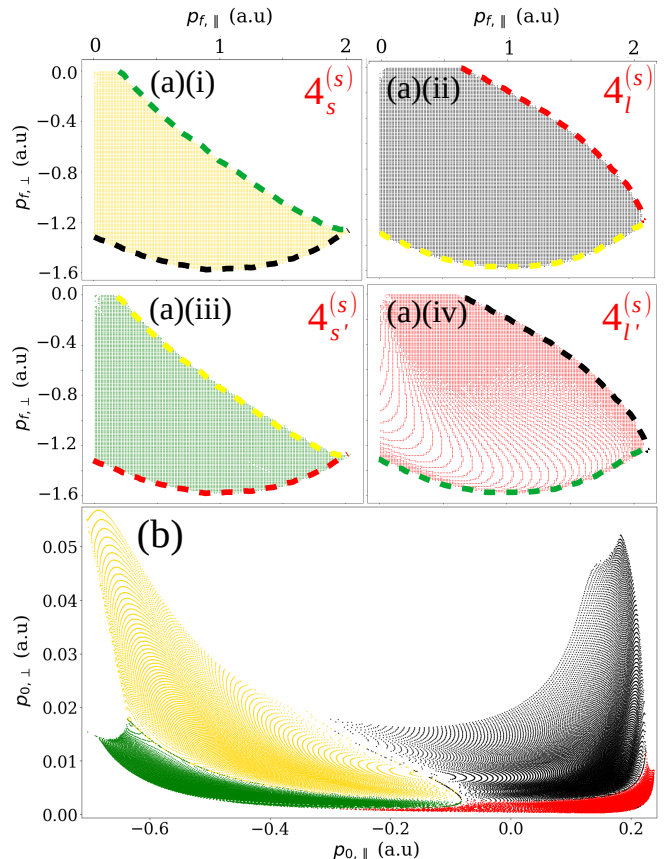 p_{f,∥} (a.u) p_{f,∥} (a.u)
0 1 2 0 1 2
0.0 (a)(i) 4_s^{(s)} (a)(ii) 4_l^{(s)}
−0.4
−0.8
−1.2
−1.6
p_{f,⊥} (a.u)
0.0 (a)(iii) 4_{s'}^{(s)} (a)(iv) 4_{l'}^{(s)}
−0.4
−0.8
−1.2
−1.6
p_{f,⊥} (a.u)
(b)
0.05
0.04
0.03
0.02
0.01
0.00
p_{0,⊥} (a.u)
−0.6 −0.4 −0.2 0.0 0.2
p_{0,∥} (a.u)